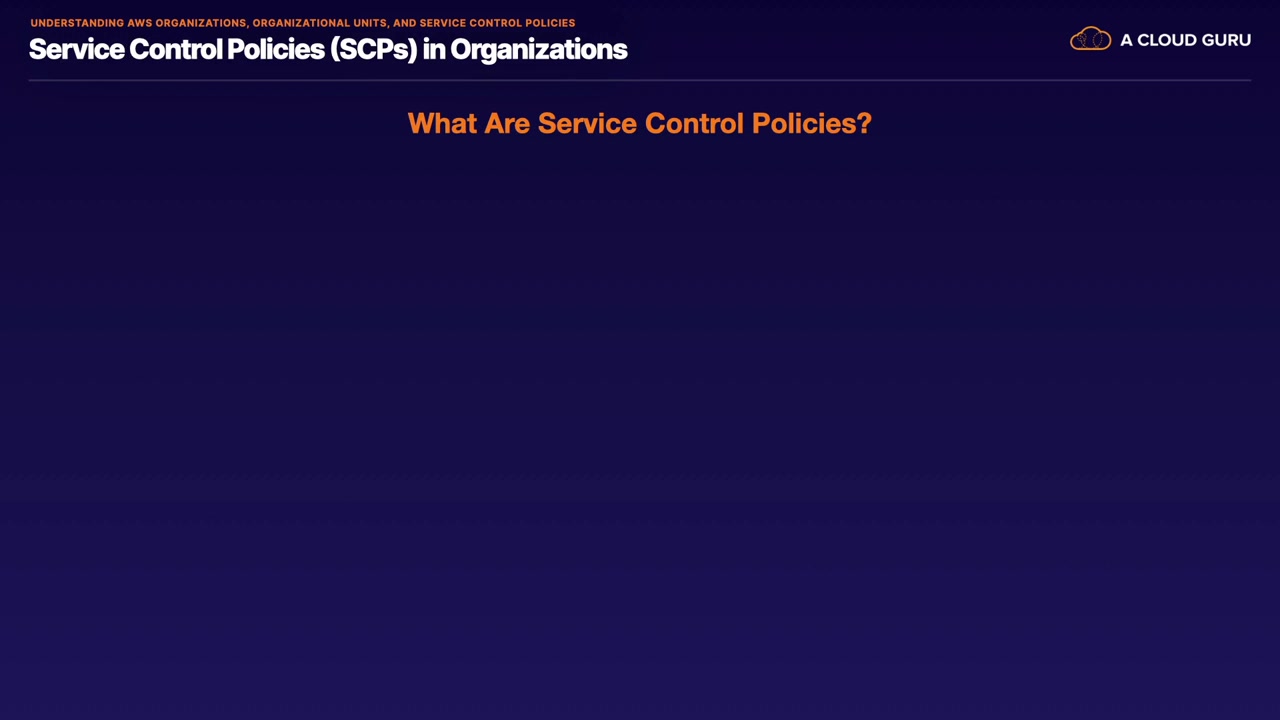 UNDERSTANDING AWS ORGANIZATIONS, ORGANIZATIONAL UNITS, AND SERVICE CONTROL POLICIES
Service Control Policies (SCPs) in Organizations
A CLOUD GURU
What Are Service Control Policies?